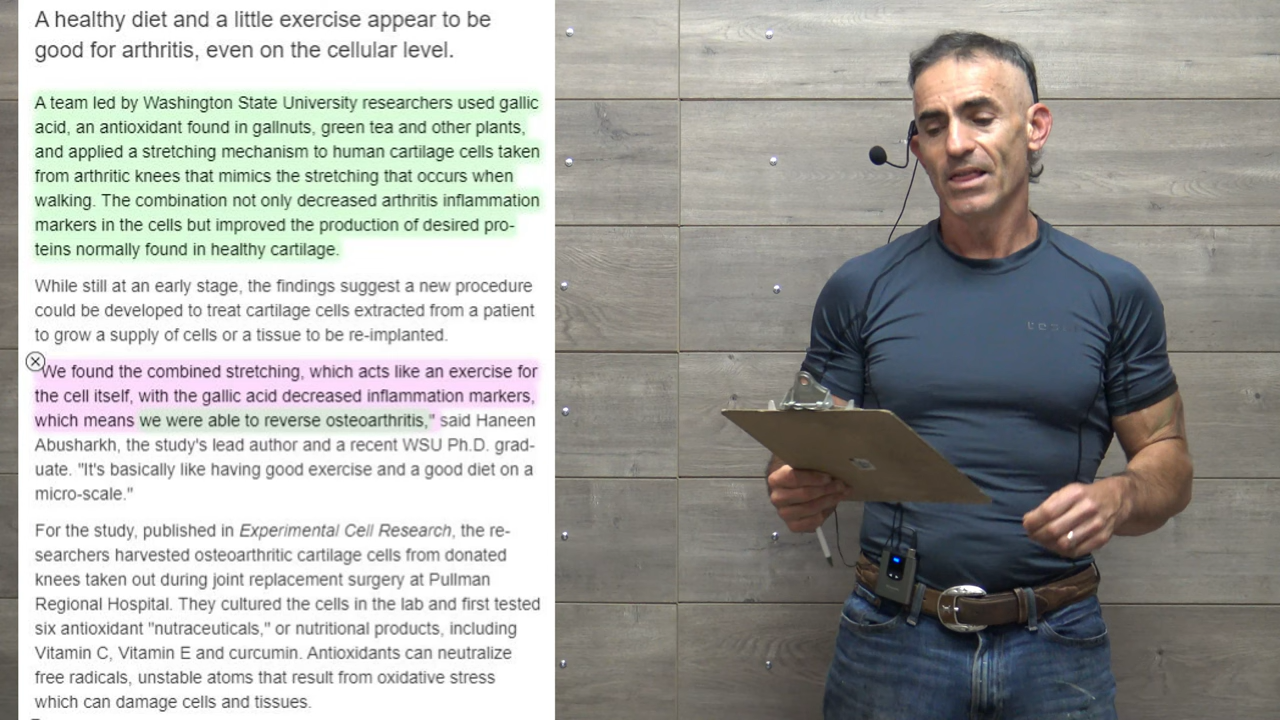 A healthy diet and a little exercise appear to be
good for arthritis, even on the cellular level.
A team led by Washington State University researchers used gallic
acid, an antioxidant found in gallnuts, green tea and other plants,
and applied a stretching mechanism to human cartilage cells taken
from arthritic knees that mimics the stretching that occurs when
walking. The combination not only decreased arthritis inflammation
markers in the cells but improved the production of desired pro-
teins normally found in healthy cartilage.
While still at an early stage, the findings suggest a new procedure
could be developed to treat cartilage cells extracted from a patient
to grow a supply of cells or a tissue to be re-implanted.
"We found the combined stretching, which acts like an exercise for
the cell itself, with the gallic acid decreased inflammation markers,
which means we were able to reverse osteoarthritis," said Haneen
Abusharkh, the study's lead author and a recent WSU Ph.D. grad-
uate. "It's basically like having good exercise and a good diet on a
micro-scale."
For the study, published in Experimental Cell Research, the re-
searchers harvested osteoarthritic cartilage cells from donated
knees taken out during joint replacement surgery at Pullman
Regional Hospital. They cultured the cells in the lab and first tested
six antioxidant "nutraceuticals," or nutritional products, including
Vitamin C, Vitamin E and curcumin. Antioxidants can neutralize
free radicals, unstable atoms that result from oxidative stress
which can damage cells and tissues.